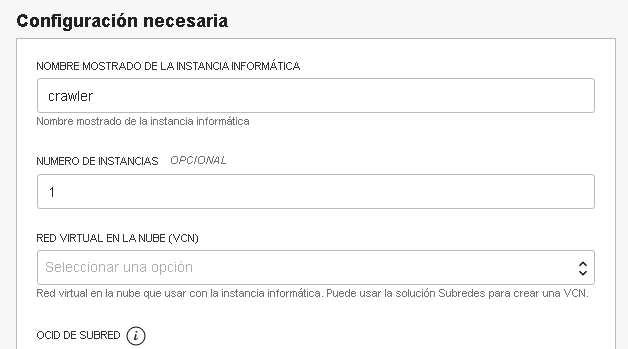 Configuración necesaria
NOMBRE MOSTRADO DE LA INSTANCIA INFORMÁTICA
crawler
Nombre mostrado de la instancia informática
NUMERO DE INSTANCIAS OPCIONAL
1
RED VIRTUAL EN LA NUBE (VCN)
Seleccionar una opción
Red virtual en la nube que usar con la instancia informática. Puede usar la solución Subredes para crear una VCN.
OCID DE SUBRED i